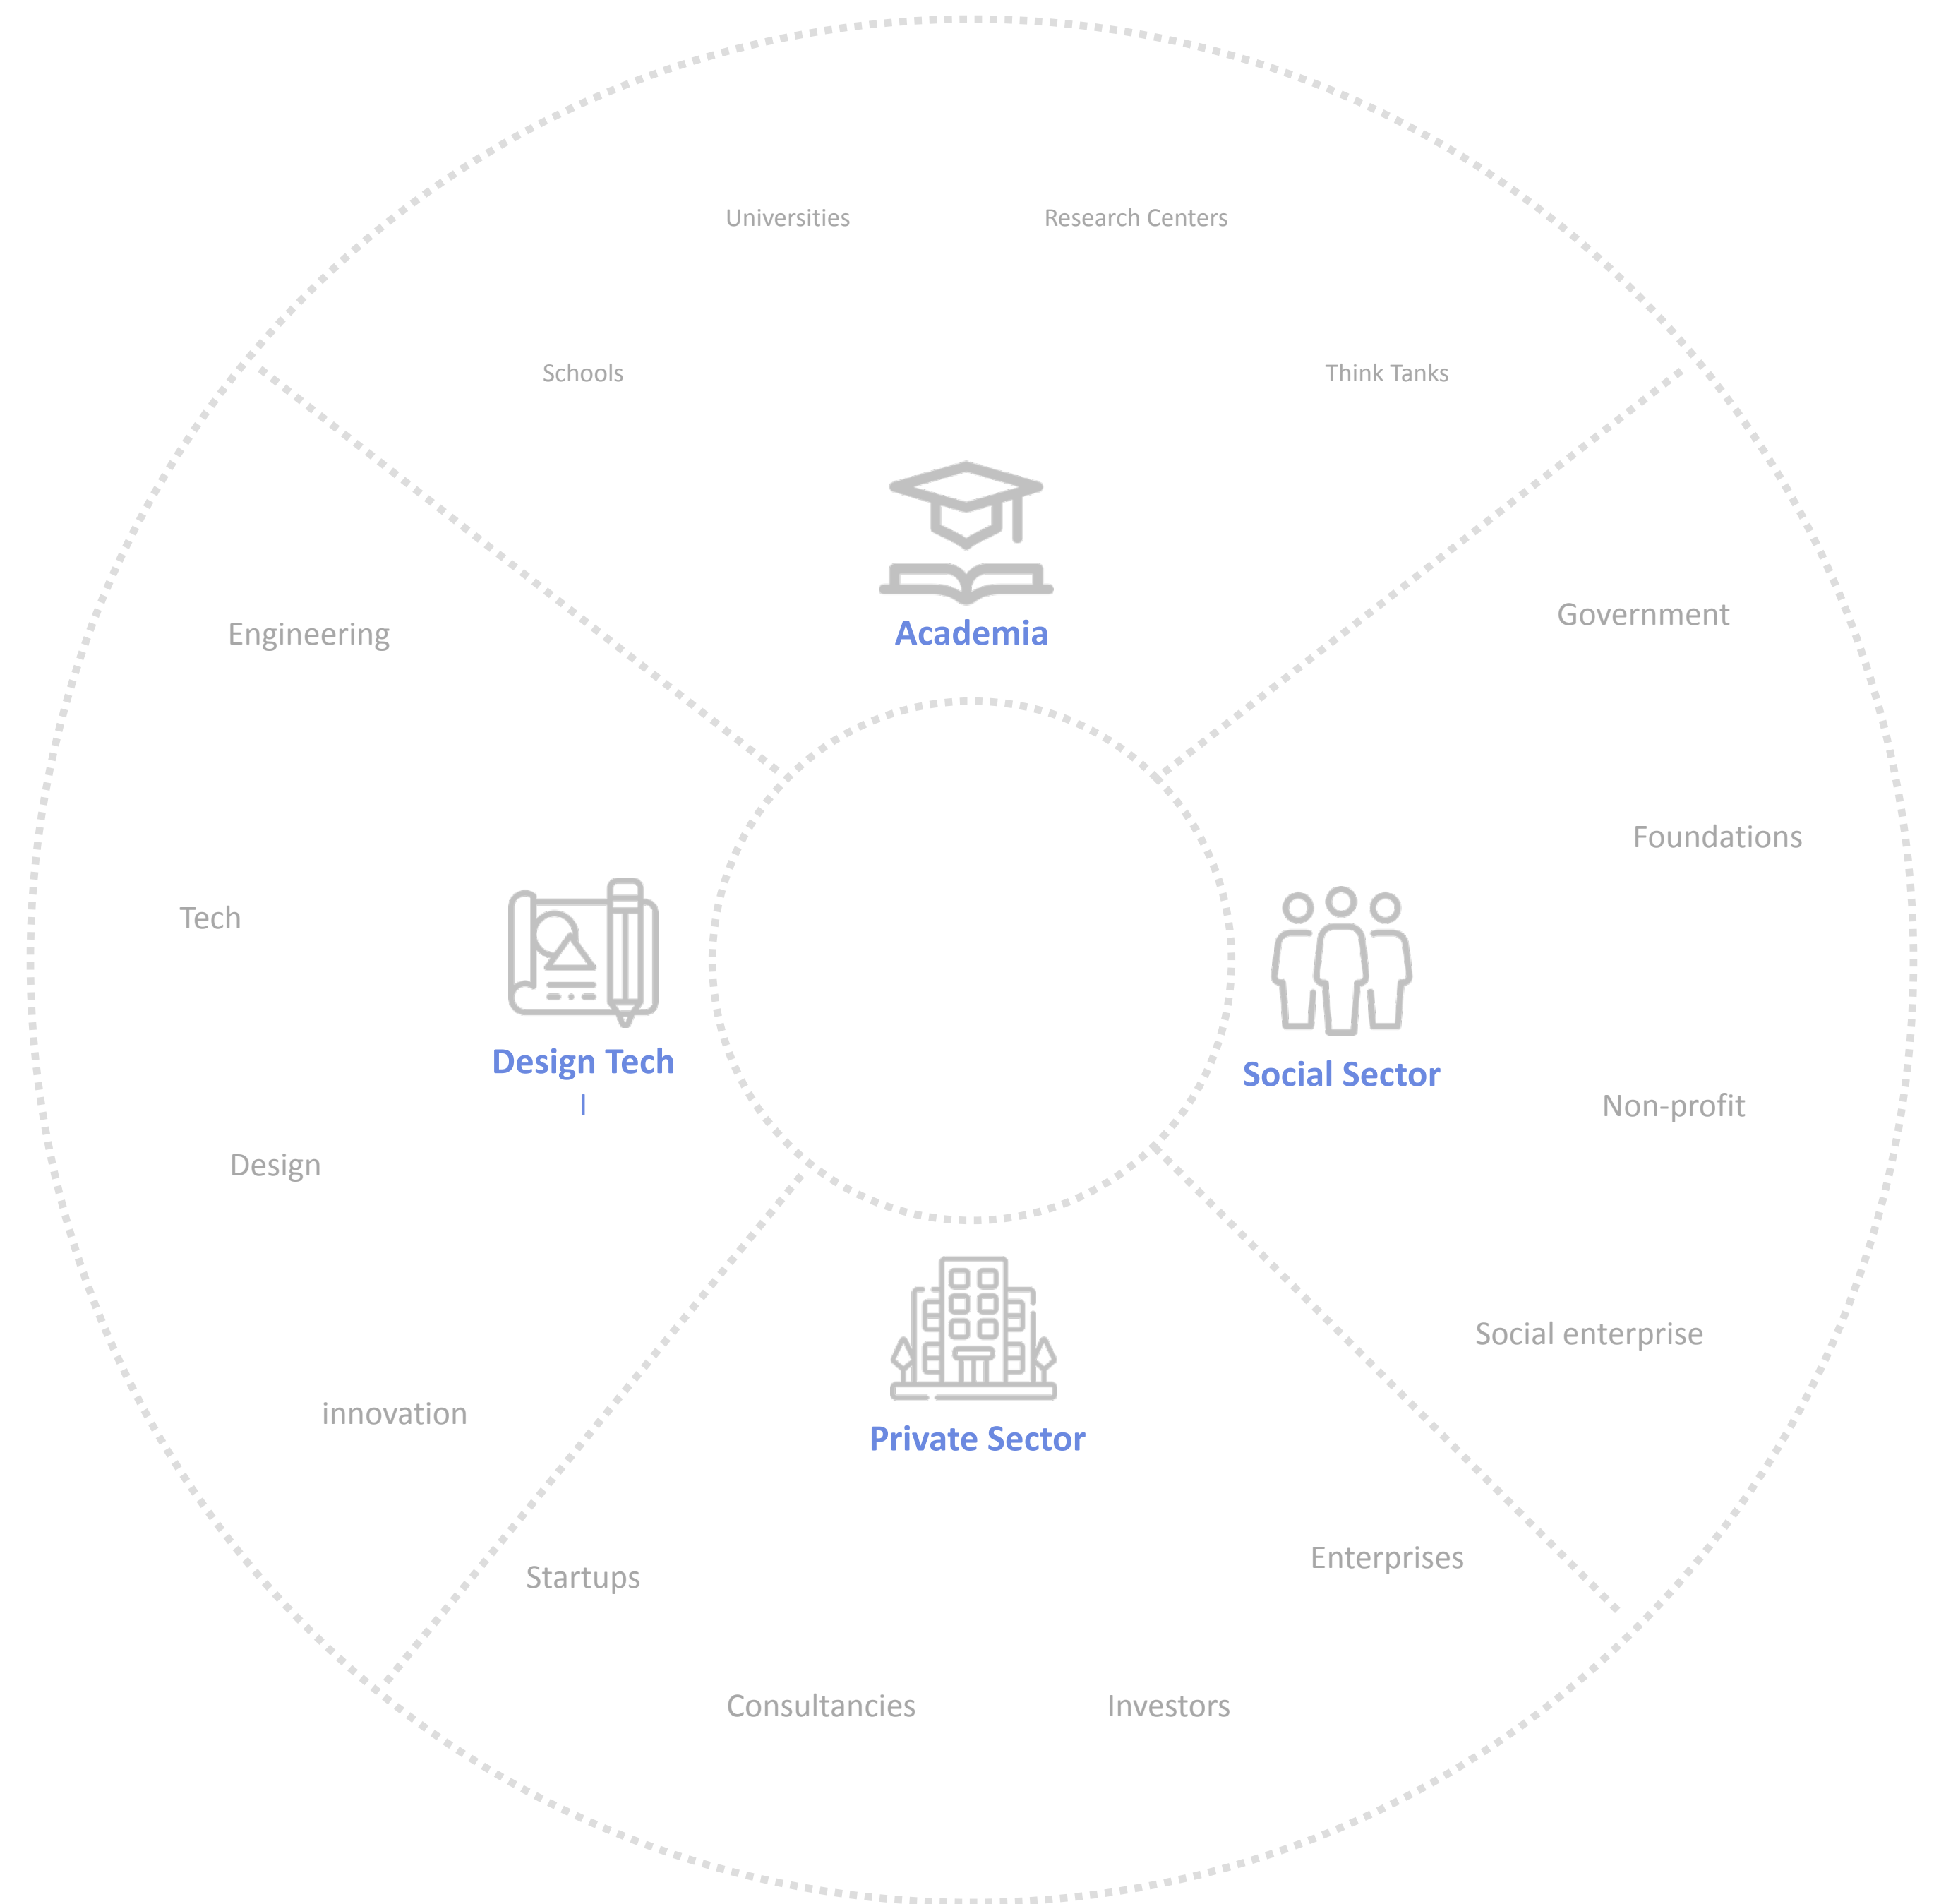 Universities
Research Centers
Schools
Think Tanks
Academia
Engineering
Government
Foundations
Tech
Design Tech
l
Social Sector
Non-profit
Design
Social enterprise
innovation
Private Sector
Enterprises
Startups
Consultancies
Investors